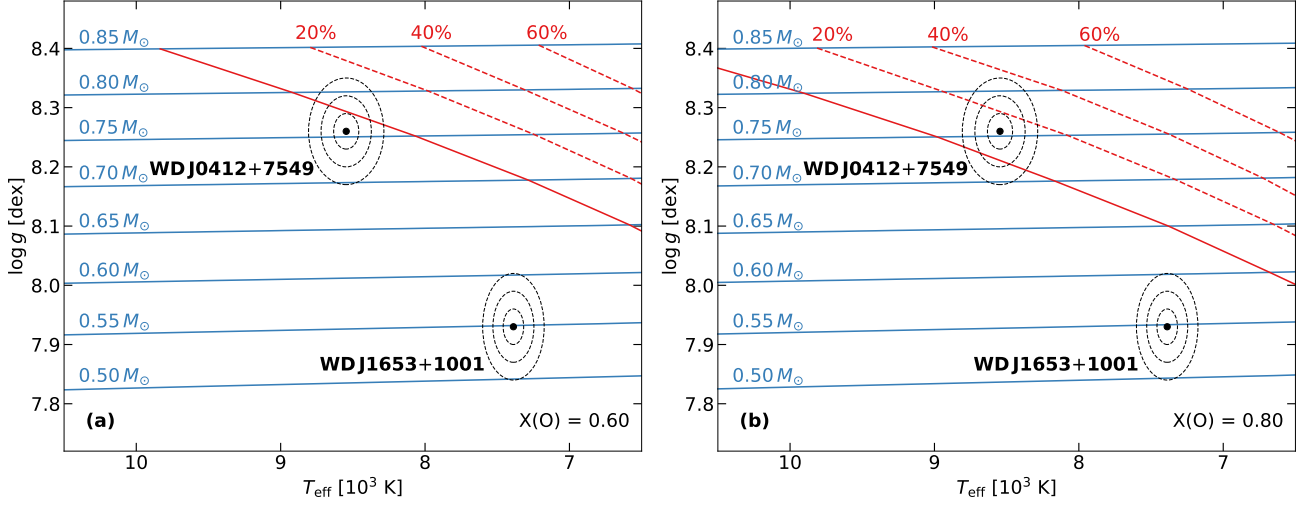 20% 40% 60%
0.85 M⊙
0.80 M⊙
0.75 M⊙
0.70 M⊙
0.65 M⊙
0.60 M⊙
0.55 M⊙
0.50 M⊙
WD J0412+7549
WD J1653+1001
(a) X(O) = 0.60
8.4
8.3
8.2
8.1
8.0
7.9
7.8
log g [dex]
10 9 8 7
Teff [10³ K]
20% 40% 60%
0.85 M⊙
0.80 M⊙
0.75 M⊙
0.70 M⊙
0.65 M⊙
0.60 M⊙
0.55 M⊙
0.50 M⊙
WD J0412+7549
WD J1653+1001
(b) X(O) = 0.80
8.4
8.3
8.2
8.1
8.0
7.9
7.8
log g [dex]
10 9 8 7
Teff [10³ K]